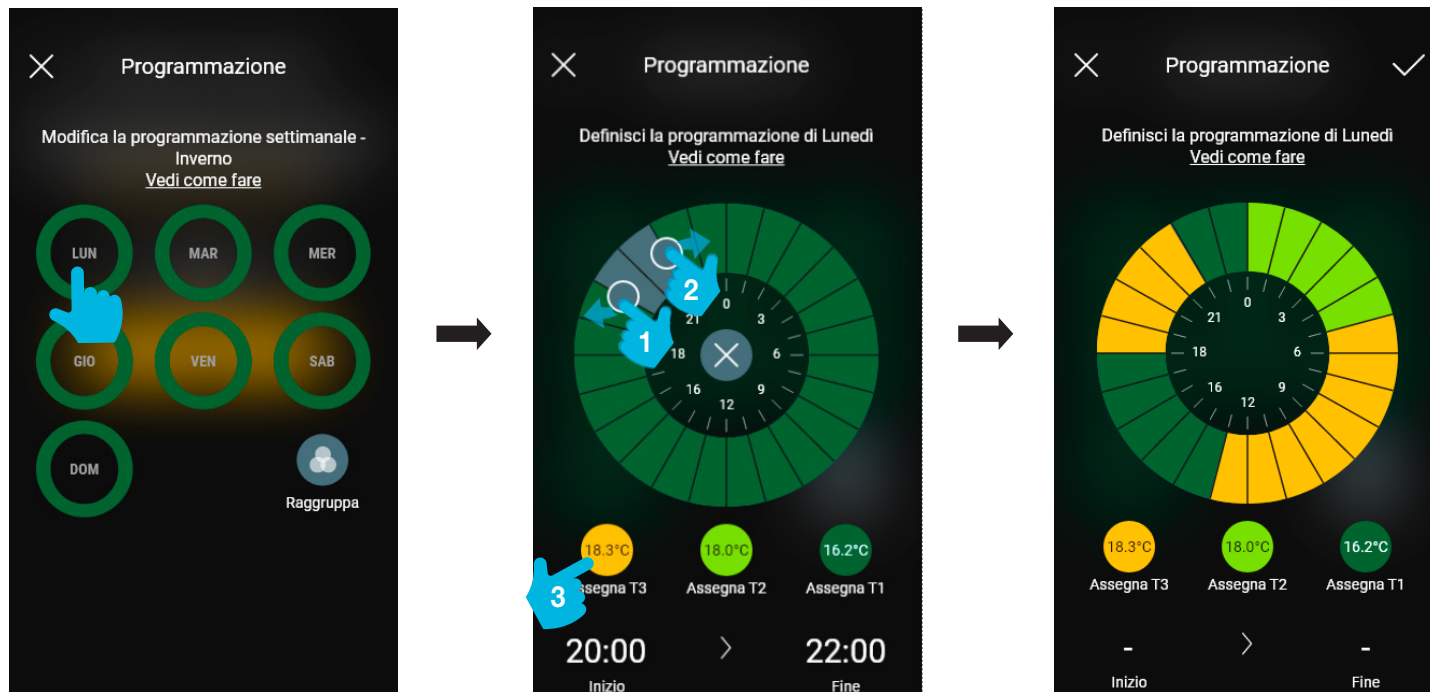 Programmazione
Modifica la programmazione settimanale -
Inverno
Vedi come fare
LUN
MAR
MER
GIO
VEN
SAB
DOM
Raggruppa
Programmazione
Definisci la programmazione di Lunedì
Vedi come fare
2
1
0
3
6
9
12
16
18
21
18.3°C
18.0°C
16.2°C
3
ssegna T3
Assegna T2
Assegna T1
20:00
22:00
Inizio
Fine
Programmazione
Definisci la programmazione di Lunedì
Vedi come fare
0
3
6
9
12
16
18
21
18.3°C
18.0°C
16.2°C
Assegna T3
Assegna T2
Assegna T1
-
-
Inizio
Fine